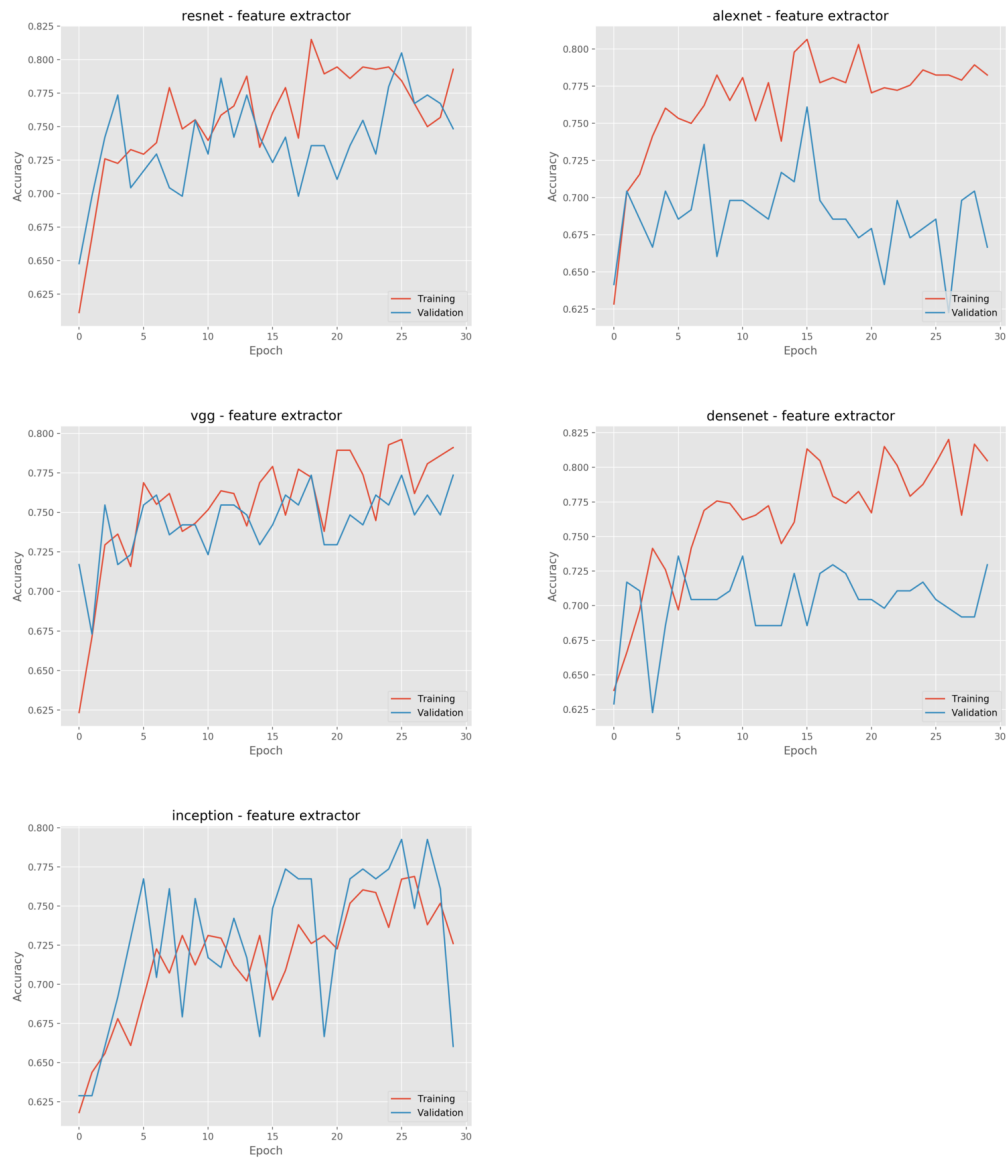 resnet - feature extractor
0.825
0.800
0.775
0.750
0.725
0.700
0.675
0.650
0.625
Accuracy
0 5 10 15 20 25 30
Epoch
Training
Validation
alexnet - feature extractor
0.800
0.775
0.750
0.725
0.700
0.675
0.650
0.625
Accuracy
0 5 10 15 20 25 30
Epoch
Training
Validation
vgg - feature extractor
0.800
0.775
0.750
0.725
0.700
0.675
0.650
0.625
Accuracy
0 5 10 15 20 25 30
Epoch
Training
Validation
densenet - feature extractor
0.825
0.800
0.775
0.750
0.725
0.700
0.675
0.650
0.625
Accuracy
0 5 10 15 20 25 30
Epoch
Training
Validation
inception - feature extractor
0.800
0.775
0.750
0.725
0.700
0.675
0.650
0.625
Accuracy
0 5 10 15 20 25 30
Epoch
Training
Validation